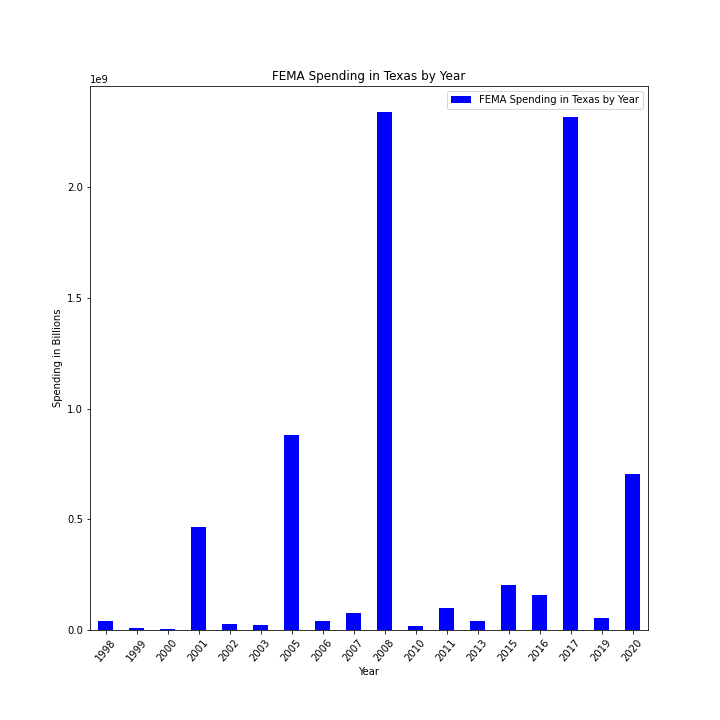 FEMA Spending in Texas by Year
1e9
FEMA Spending in Texas by Year
2.0
1.5
1.0
0.5
0.0
Spending in Billions
1998 1999 2000 2001 2002 2003 2005 2006 2007 2008 2010 2011 2013 2015 2016 2017 2019 2020
Year